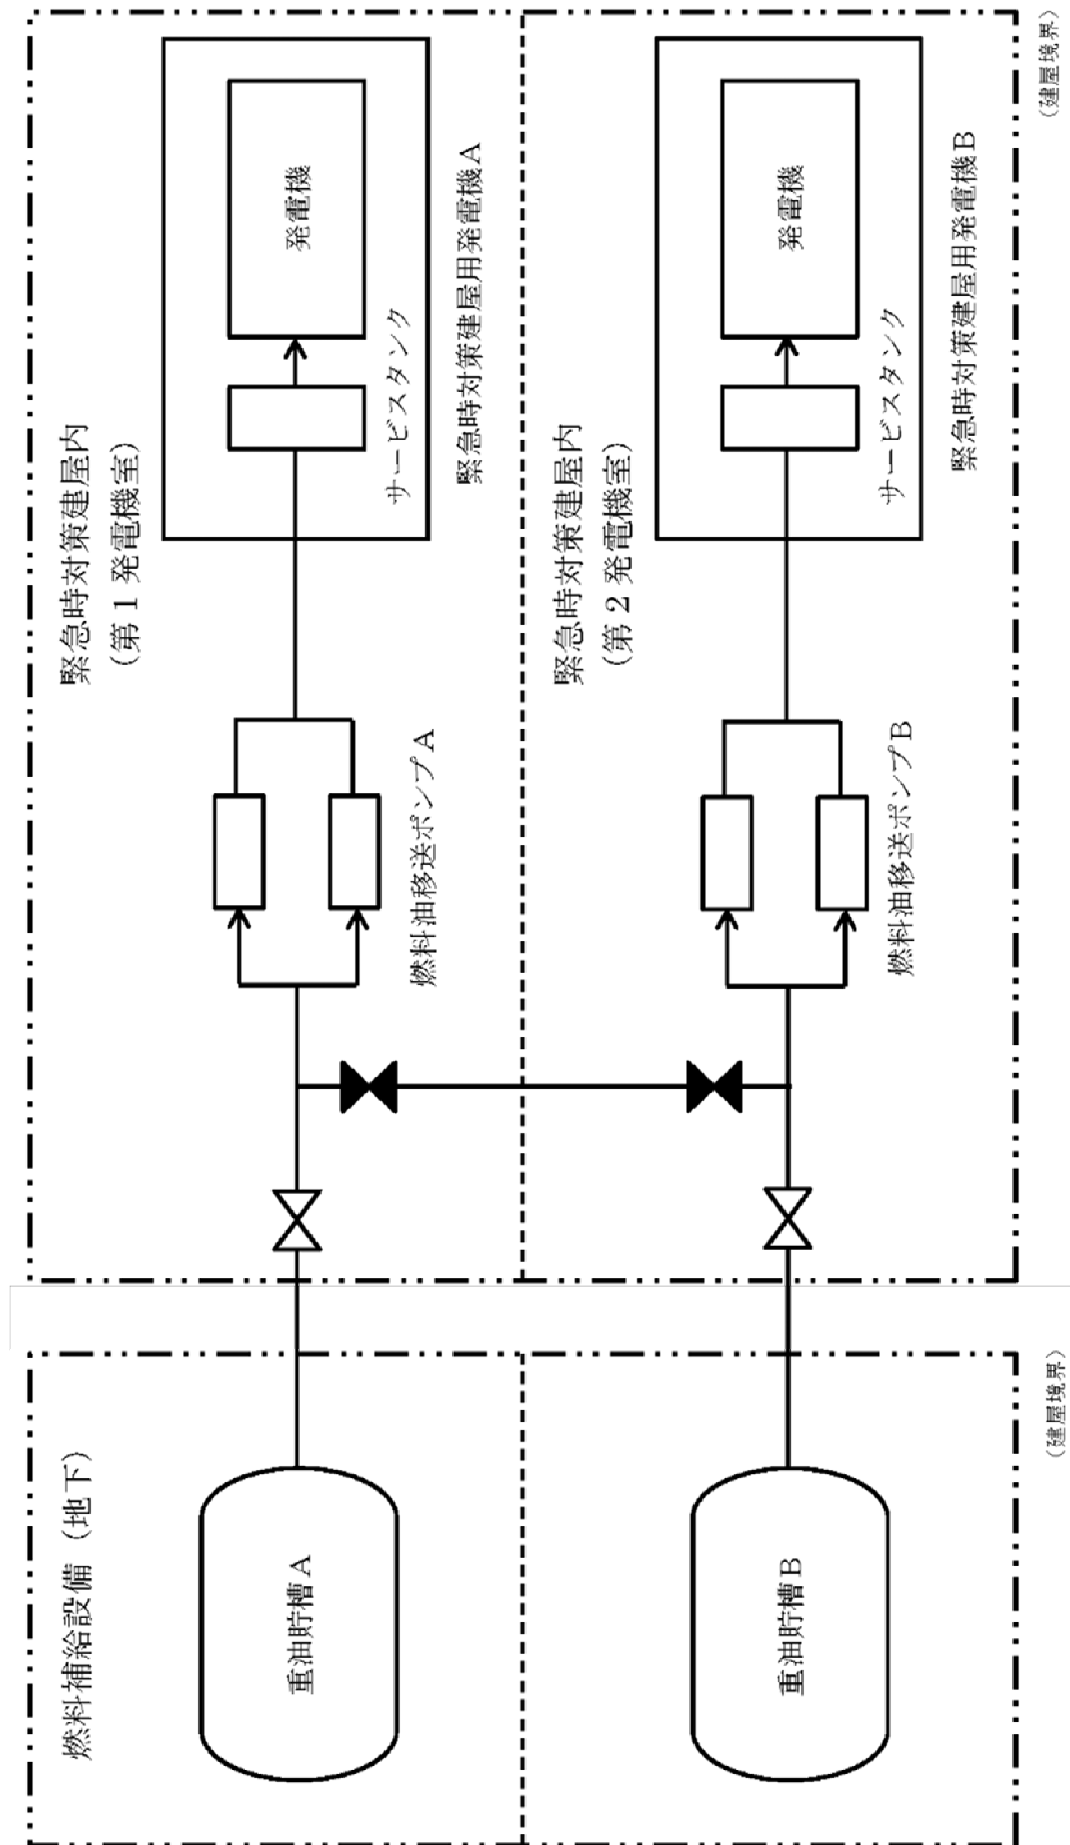 燃料補給設備（地下）
重油貯槽A
重油貯槽B
（建屋境界）
緊急時対策建屋内
（第1発電機室）
燃料油移送ポンプA
サービスタンク
発電機
緊急時対策建屋用発電機A
緊急時対策建屋内
（第2発電機室）
燃料油移送ポンプB
サービスタンク
発電機
緊急時対策建屋用発電機B
（建屋境界）